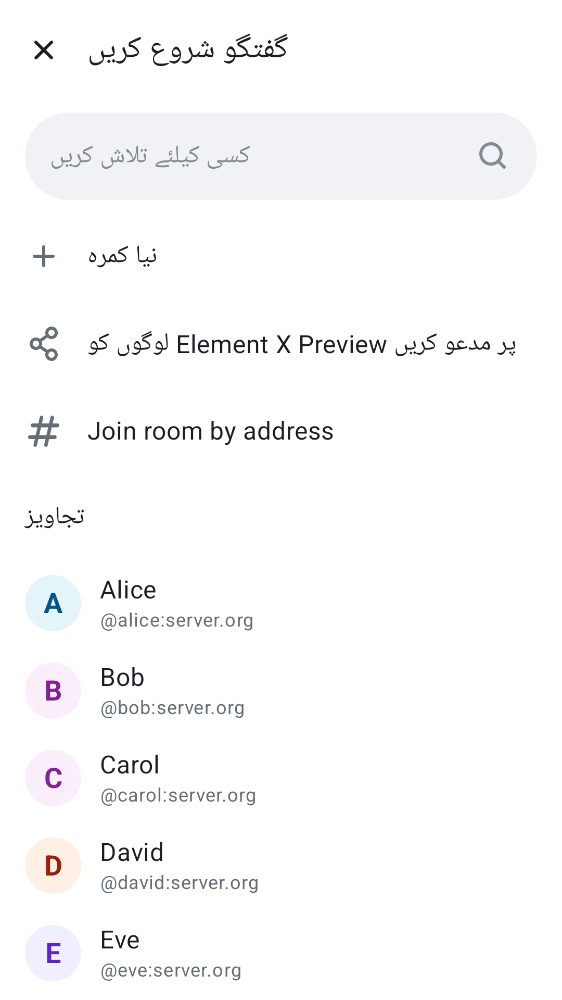 گفتگو شروع کریں
کسی کیلئے تلاش کریں
نیا کمرہ
لوگوں کو Element X Preview پر مدعو کریں
Join room by address
تجاویز
A
Alice
@alice:server.org
B
Bob
@bob:server.org
C
Carol
@carol:server.org
D
David
@david:server.org
E
Eve
@eve:server.org